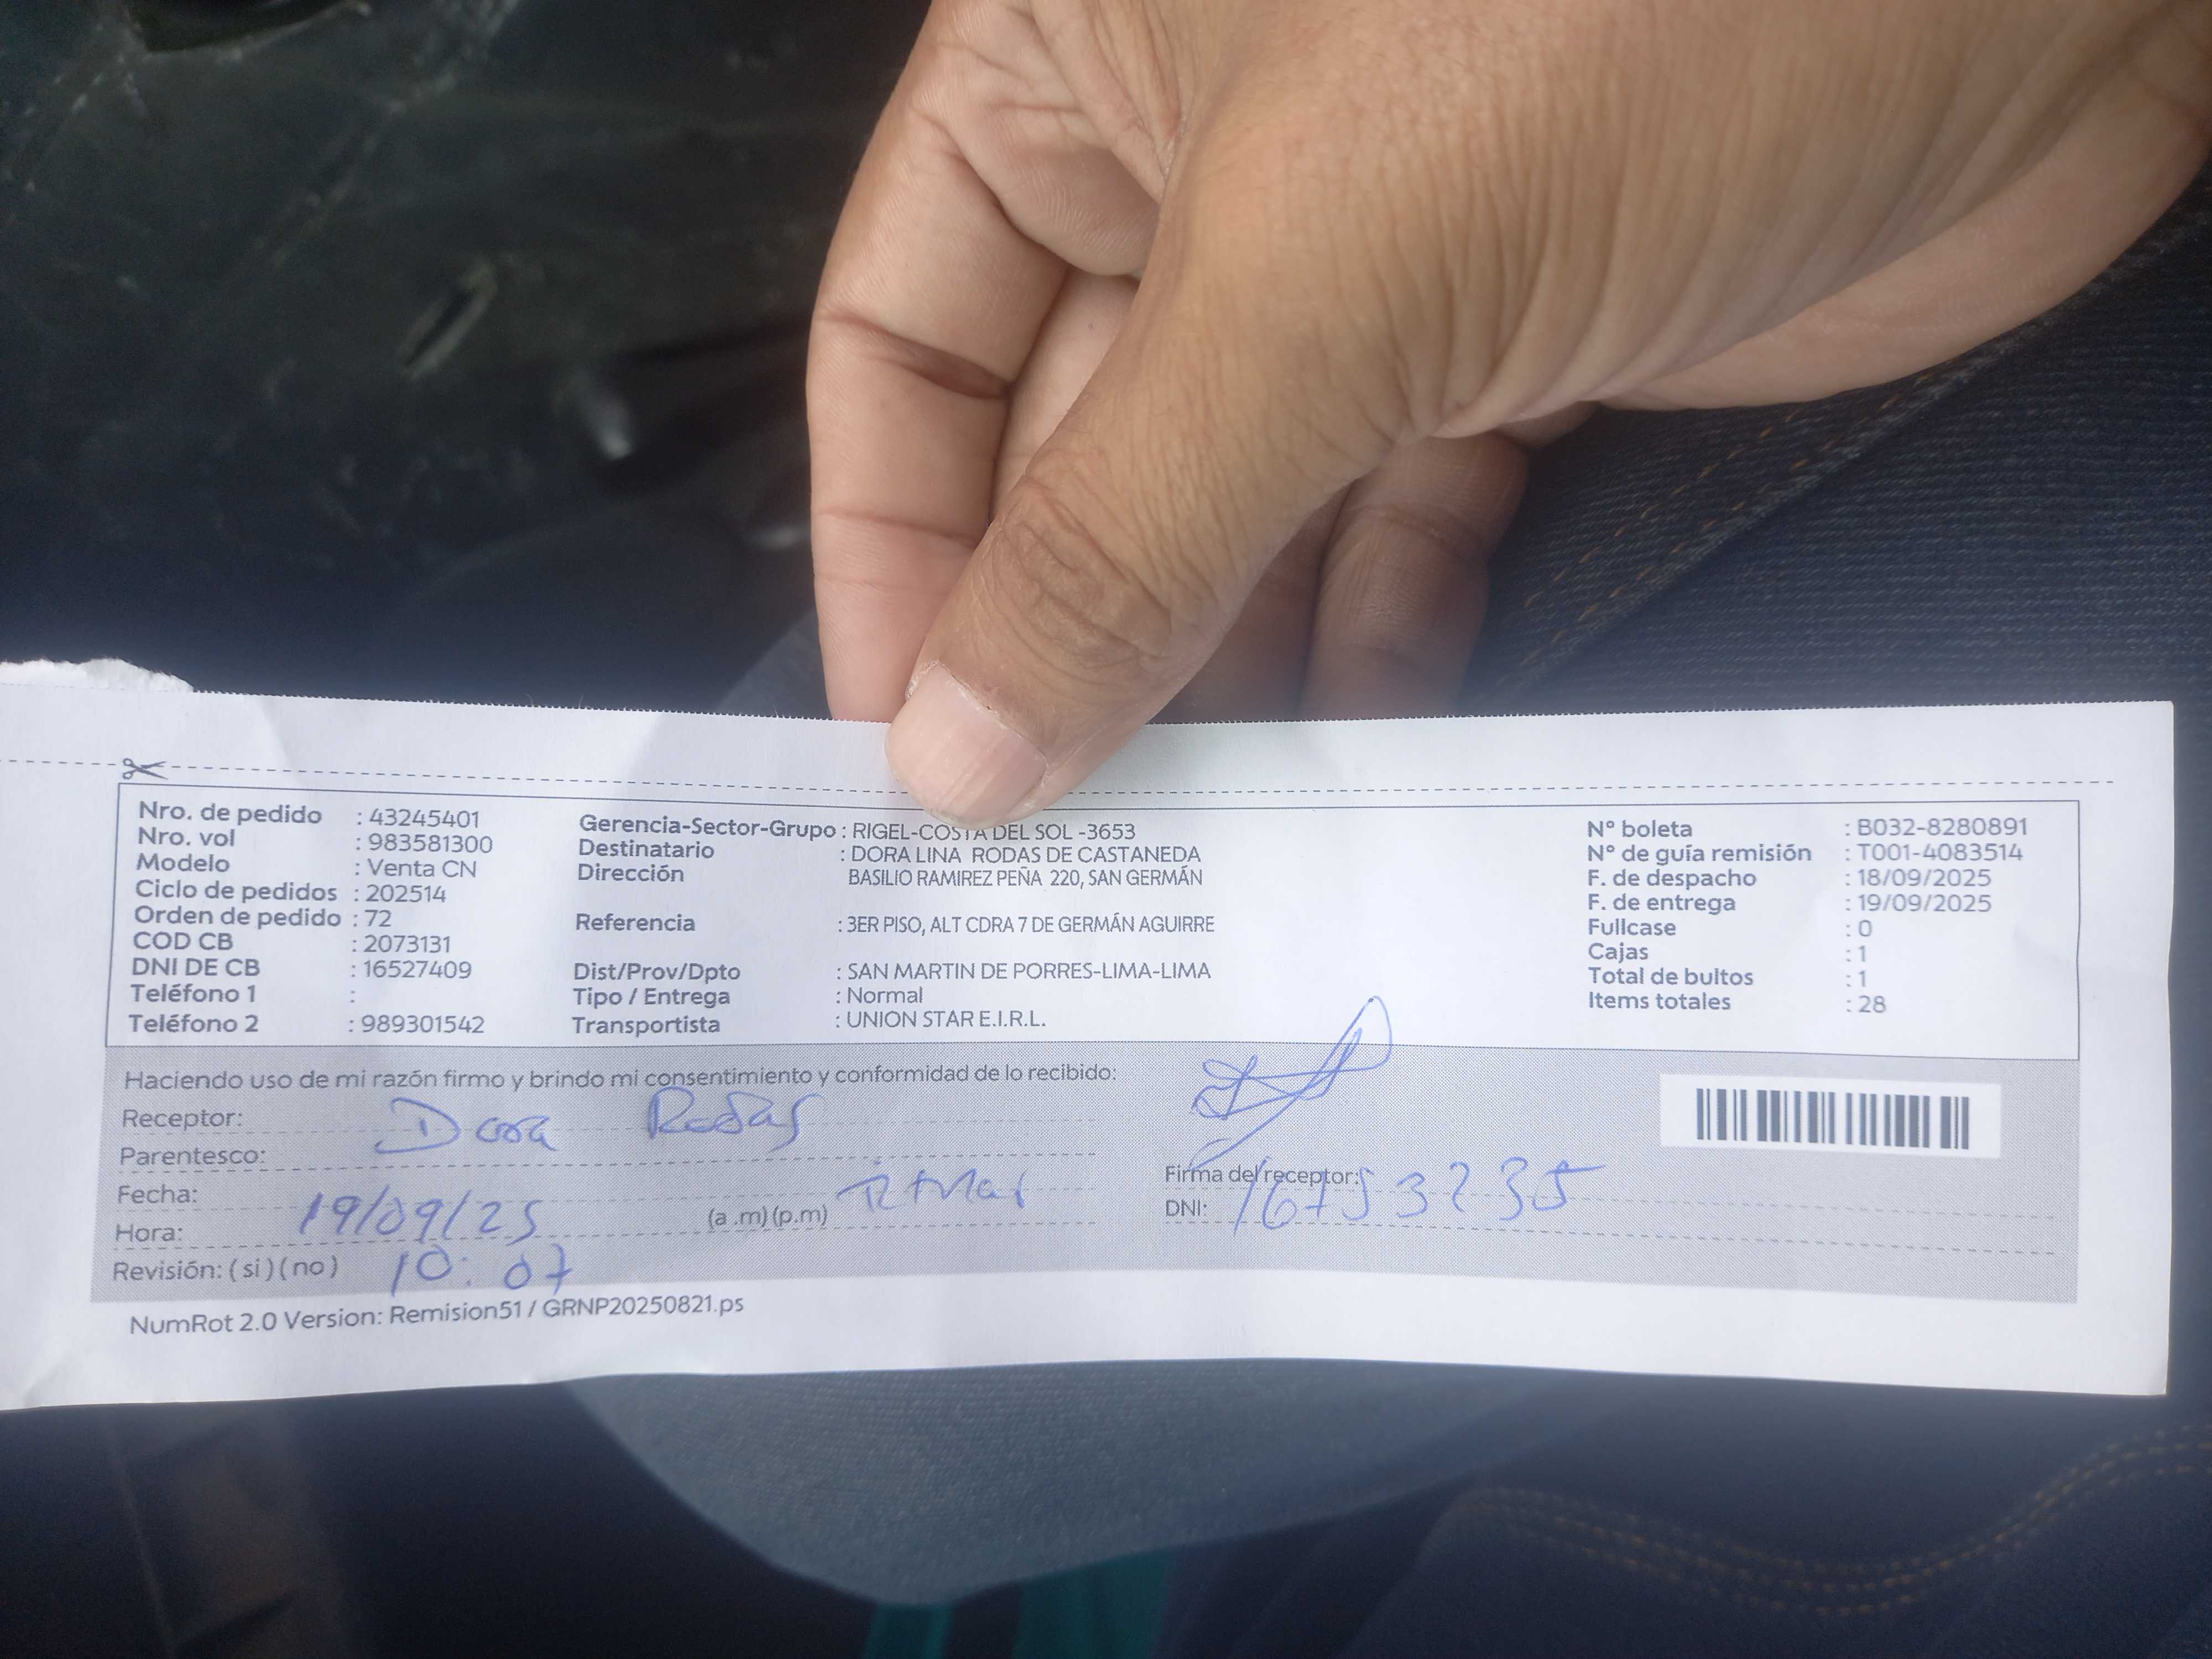 Nro. de pedido : 43245401
Nro. vol : 983581300
Modelo : Venta CN
Ciclo de pedidos : 202514
Orden de pedido : 72
COD CB : 2073131
DNI DE CB : 16527409
Teléfono 1 :
Teléfono 2 : 989301542
Gerencia-Sector-Grupo : RIGEL-COSTA DEL SOL -3653
Destinatario : DORA LINA RODAS DE CASTANEDA
Dirección BASILIO RAMIREZ PEÑA 220, SAN GERMÁN
Referencia : 3ER PISO, ALT CDRA 7 DE GERMÁN AGUIRRE
Dist/Prov/Dpto : SAN MARTIN DE PORRES-LIMA-LIMA
Tipo / Entrega : Normal
Transportista : UNION STAR E.I.R.L.
Nº boleta : B032-8280891
Nº de guía remisión : T001-4083514
F. de despacho : 18/09/2025
F. de entrega : 19/09/2025
Fullcase : 0
Cajas : 1
Total de bultos : 1
Items totales : 28
Haciendo uso de mi razón firmo y brindo mi consentimiento y conformidad de lo recibido:
Receptor: Dora Rodas
Parentesco:
Fecha: 19/09/25
Hora: (a .m) (p.m)
Revisión: ( si ) ( no ) 10: 07
Firma del receptor:
DNI: 16753235
NumRot 2.0 Version: Remision51 / GRNP20250821.ps